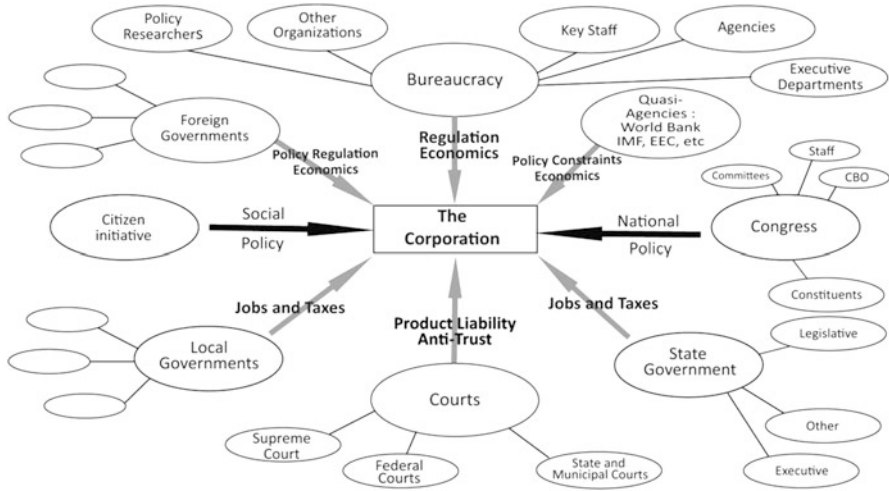 Policy
Researchers
Other
Organizations
Key Staff
Agencies
Bureaucracy
Executive
Departments
Foreign
Governments
Quasi-
Agencies :
World Bank
IMF, EEC, etc
Regulation
Economics
Policy Regulation
Economics
Policy Constraints
Economics
Staff
Committees
CBO
Congress
Citizen
initiative
Social
Policy
The
Corporation
National
Policy
Constituents
Jobs and Taxes
Product Liability
Anti-Trust
Jobs and Taxes
Legislative
Local
Governments
State
Government
Courts
Other
Supreme
Court
Federal
Courts
State and
Municipal Courts
Executive